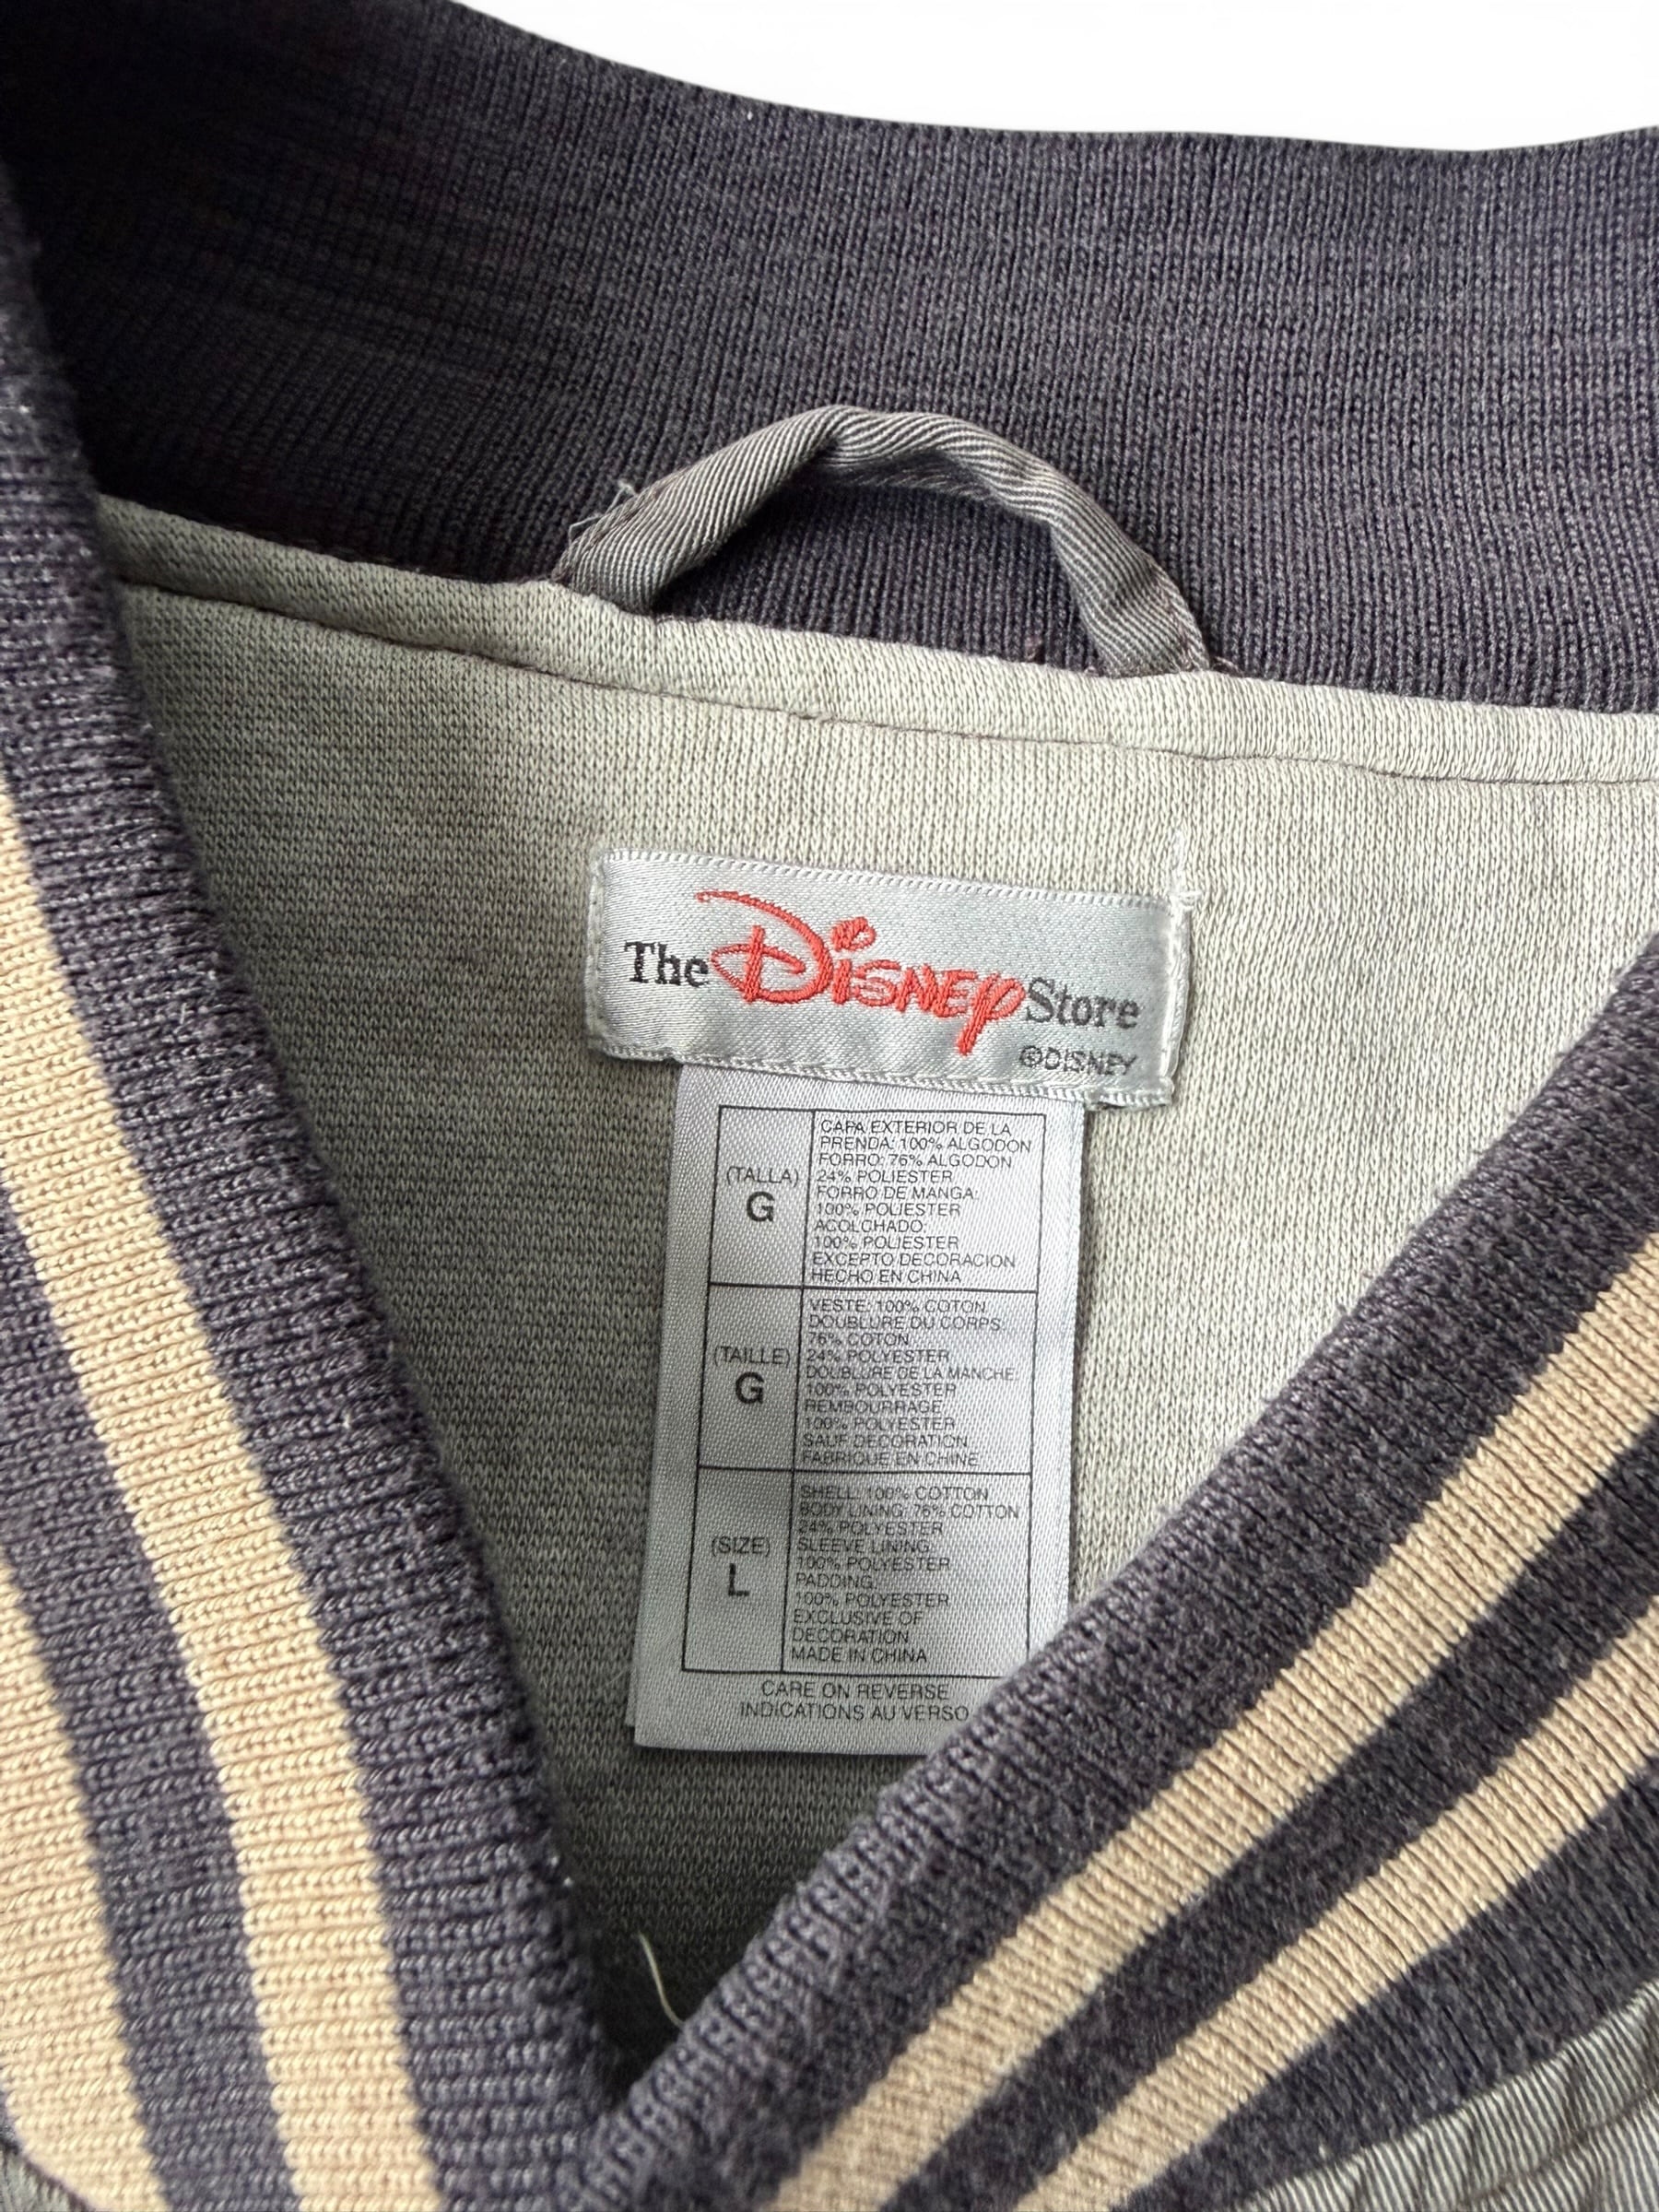 The Disney Store
©DISNEY
(TALLA)
G
CAPA EXTERIOR DE LA
PRENDA: 100% ALGODON
FORRO: 76% ALGODON
24% POLIESTER
FORRO DE MANGA:
100% POLIESTER
ACOLCHADO:
100% POLIESTER
EXCEPTO DECORACION
HECHO EN CHINA
(TAILLE)
G
VESTE: 100% COTON
DOUBLURE DU CORPS:
76% COTON
24% POLYESTER
DOUBLURE DE LA MANCHE:
100% POLYESTER
REMBOURRAGE
100% POLYESTER
SAUF DECORATION
FABRIQUE EN CHINE
(SIZE)
L
SHELL: 100% COTTON
BODY LINING: 76% COTTON
24% POLYESTER
SLEEVE LINING:
100% POLYESTER
PADDING:
100% POLYESTER
EXCLUSIVE OF
DECORATION
MADE IN CHINA
CARE ON REVERSE
INDICATIONS AU VERSO